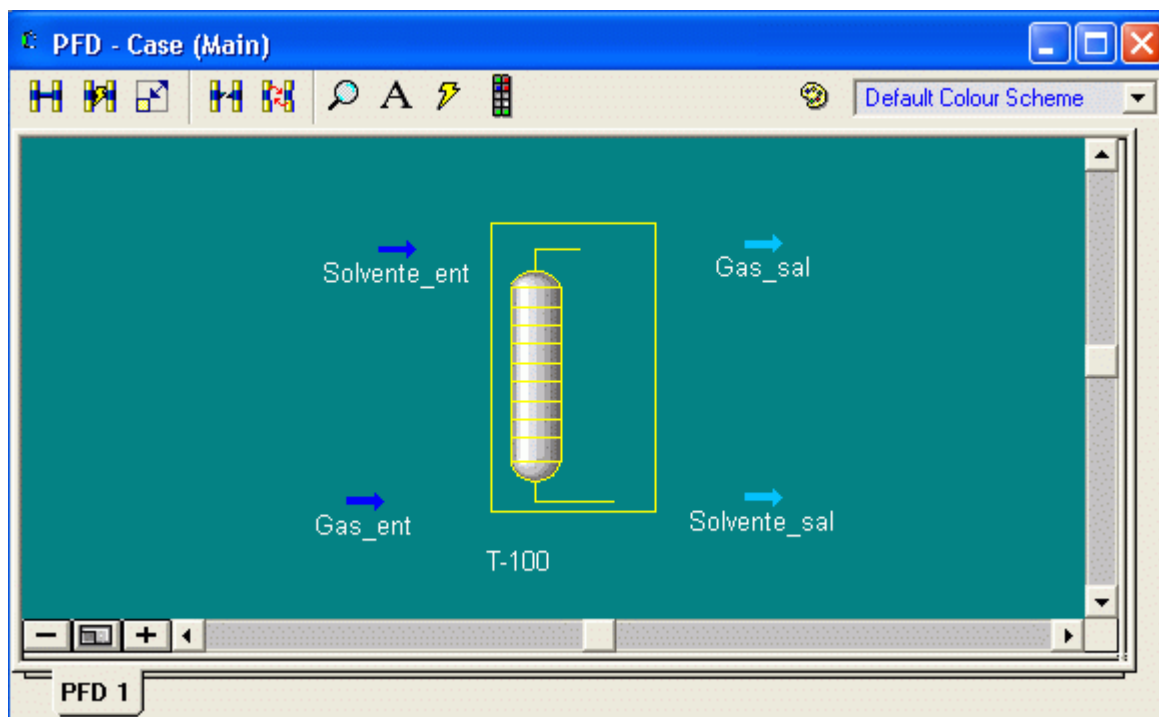 PFD - Case (Main)
A
Default Colour Scheme
Solvente_ent
Gas_sal
Gas_ent
Solvente_sal
T-100
PFD 1